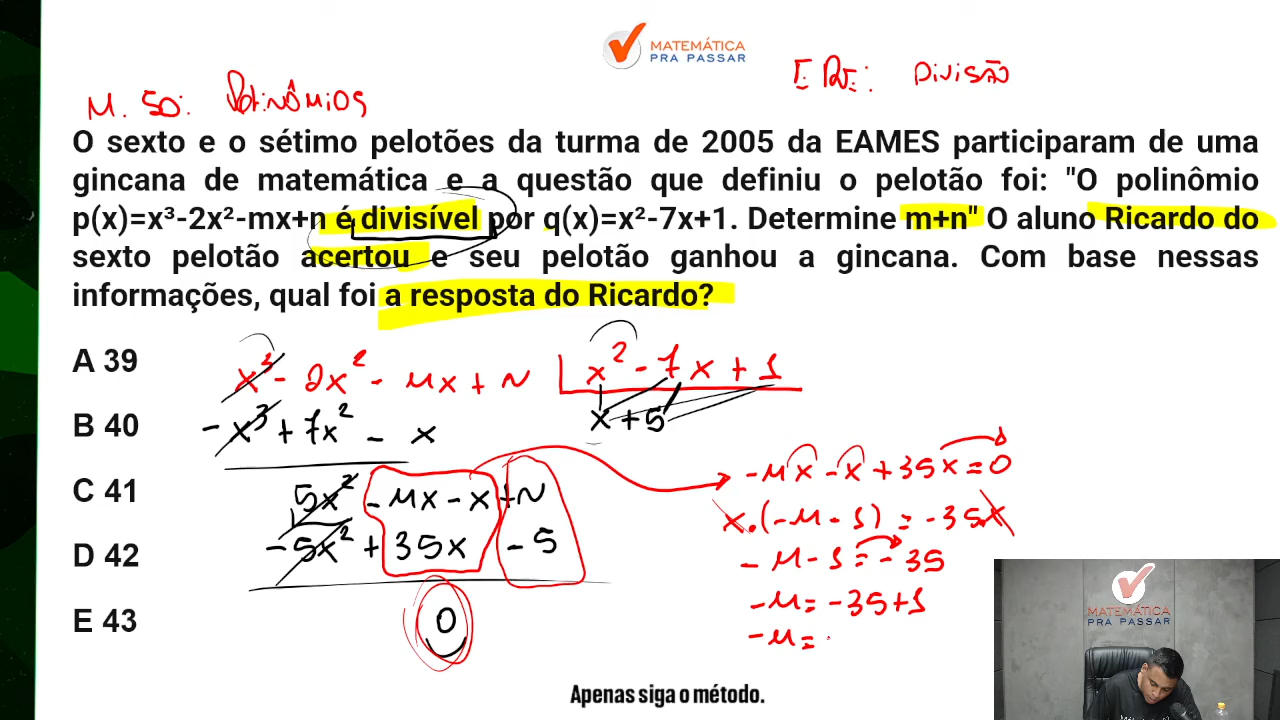 MATEMÁTICA
PRA PASSAR
M. SD: POLINÔMIOS
DIVISÃO
O sexto e o sétimo pelotões da turma de 2005 da EAMES participaram de uma
gincana de matemática e a questão que definiu o pelotão foi: "O polinômio
p(x)=x³-2x²-mx+n é divisível por q(x)=x²-7x+1. Determine m+n" O aluno Ricardo do
sexto pelotão acertou e seu pelotão ganhou a gincana. Com base nessas
informações, qual foi a resposta do Ricardo?
A 39
B 40
C 41
D 42
E 43
x³ - 2x² - mx + n | x² - 7x + 1
- x³ + 7x² - x
x + 5
5x² - mx - x + n
- 5x² + 35x - 5
0
- mx - x + 35x = 0
x . (-m - 1) = - 35x
- m - 1 = - 35
- m = - 35 + 1
- m =
MATEMÁTICA
PRA PASSAR
Apenas siga o método.